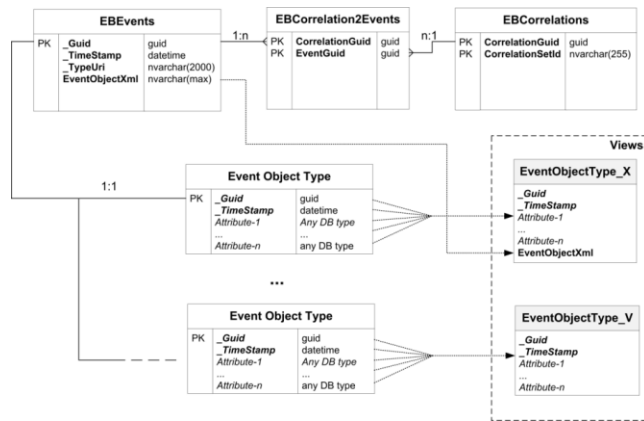 EBEvents
PK _Guid guid
_TimeStamp datetime
_TypeUri nvarchar(2000)
EventObjectXml nvarchar(max)
1:n
EBCorrelation2Events
PK CorrelationGuid guid
PK EventGuid guid
n:1
EBCorrelations
PK CorrelationGuid guid
PK CorrelationSetId nvarchar(255)
1:1
Event Object Type
PK _Guid guid
_TimeStamp datetime
Attribute-1 Any DB type
... ...
Attribute-n any DB type
...
Event Object Type
PK _Guid guid
_TimeStamp datetime
Attribute-1 Any DB type
... ...
Attribute-n any DB type
Views
EventObjectType_X
_Guid
_TimeStamp
Attribute-1
...
Attribute-n
EventObjectXml
EventObjectType_V
_Guid
_TimeStamp
Attribute-1
...
Attribute-n